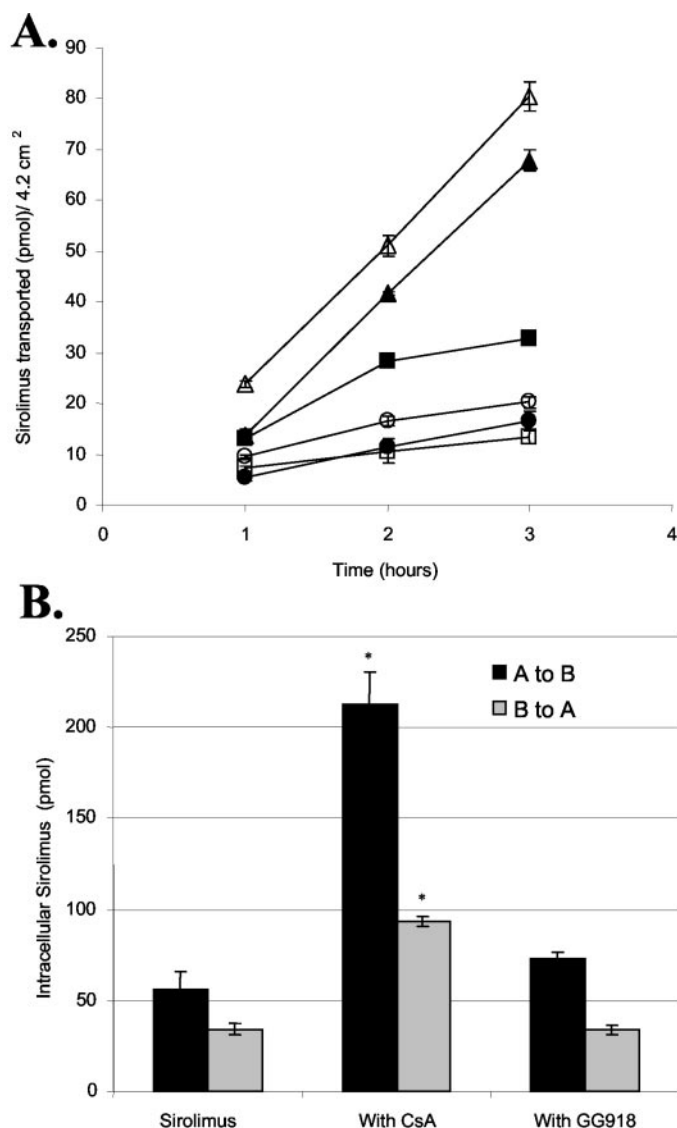 A.
Sirolimus transported (pmol)/ 4.2 cm 2
90
80
70
60
50
40
30
20
10
0
0 1 2 3 4
Time (hours)
B.
Intracellular Sirolimus (pmol)
250
200
150
100
50
0
*
*
A to B
B to A
Sirolimus With CsA With GG918